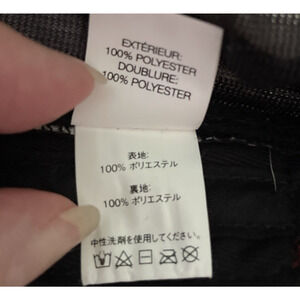 EXTÉRIEUR:
100% POLYESTER
DOUBLURE:
100% POLYESTER
表地:
100% ポリエステル
裏地:
100% ポリエステル
中性洗剤を使用してください。